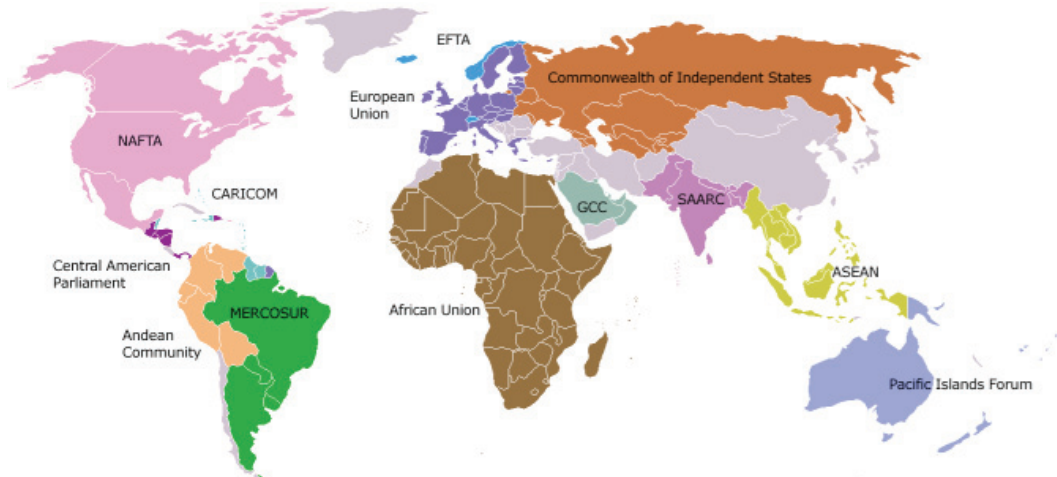 EFTA
Commonwealth of Independent States
European
Union
NAFTA
CARICOM
GCC
SAARC
Central American
Parliament
ASEAN
African Union
MERCOSUR
Andean
Community
Pacific Islands Forum